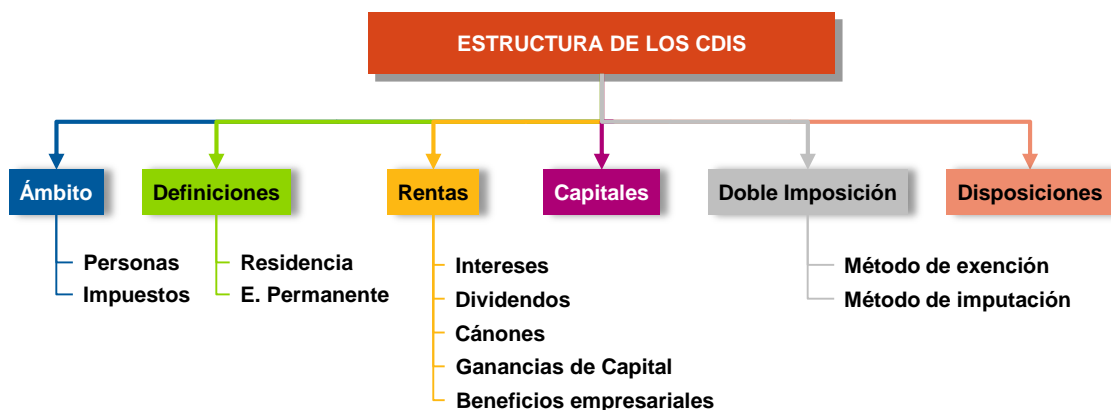 ESTRUCTURA DE LOS CDIS
Ámbito
Personas
Impuestos
Definiciones
Residencia
E. Permanente
Rentas
Intereses
Dividendos
Cánones
Ganancias de Capital
Beneficios empresariales
Capitales
Doble Imposición
Método de exención
Método de imputación
Disposiciones